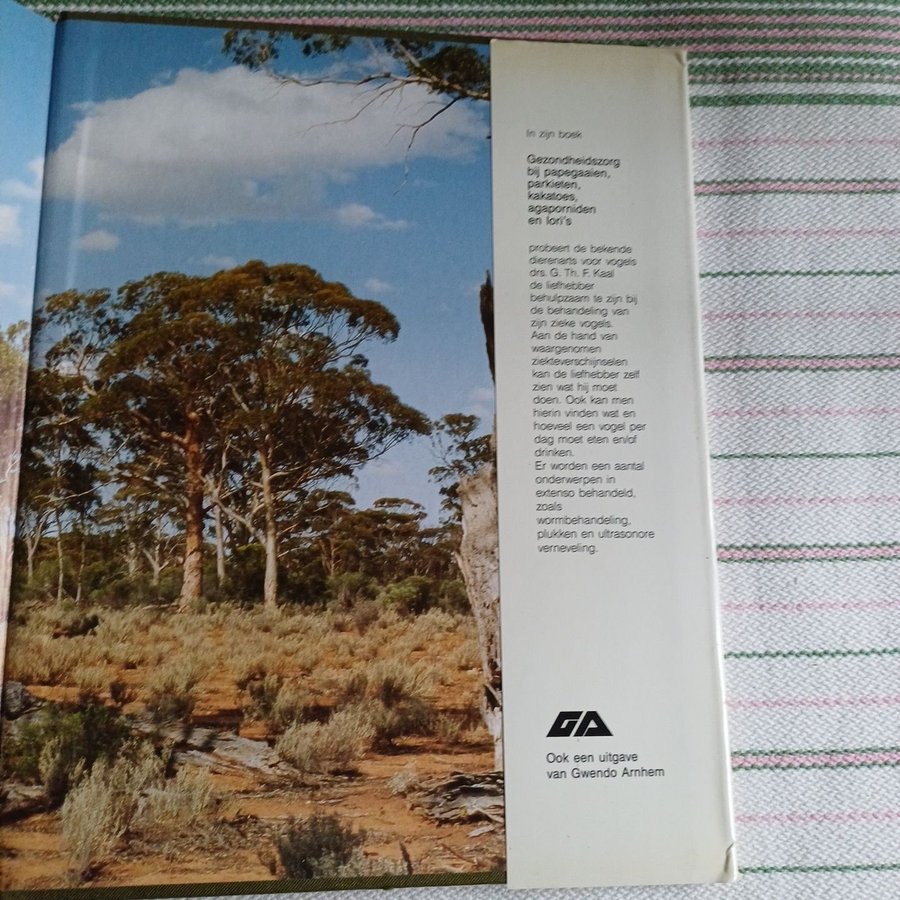 In zijn boek
Gezondheidszorg
bij papegaaien,
parkieten,
kakatoes,
agaporniden
en lori's
probeert de bekende
dierenarts voor vogels
drs. G. Th. F. Kaal
de liefhebber
behulpzaam te zijn bij
de behandeling van
zijn zieke vogels.
Aan de hand van
waargenomen
ziekteverschijnselen
kan de liefhebber zelf
zien wat hij moet
doen. Ook kan men
hierin vinden wat en
hoeveel een vogel per
dag moet eten en/of
drinken.
Er worden een aantal
onderwerpen in
extenso behandeld,
zoals
wormbehandeling,
plukken en ultrasonore
verneveling.
GA
Ook een uitgave
van Gwendo Arnhem